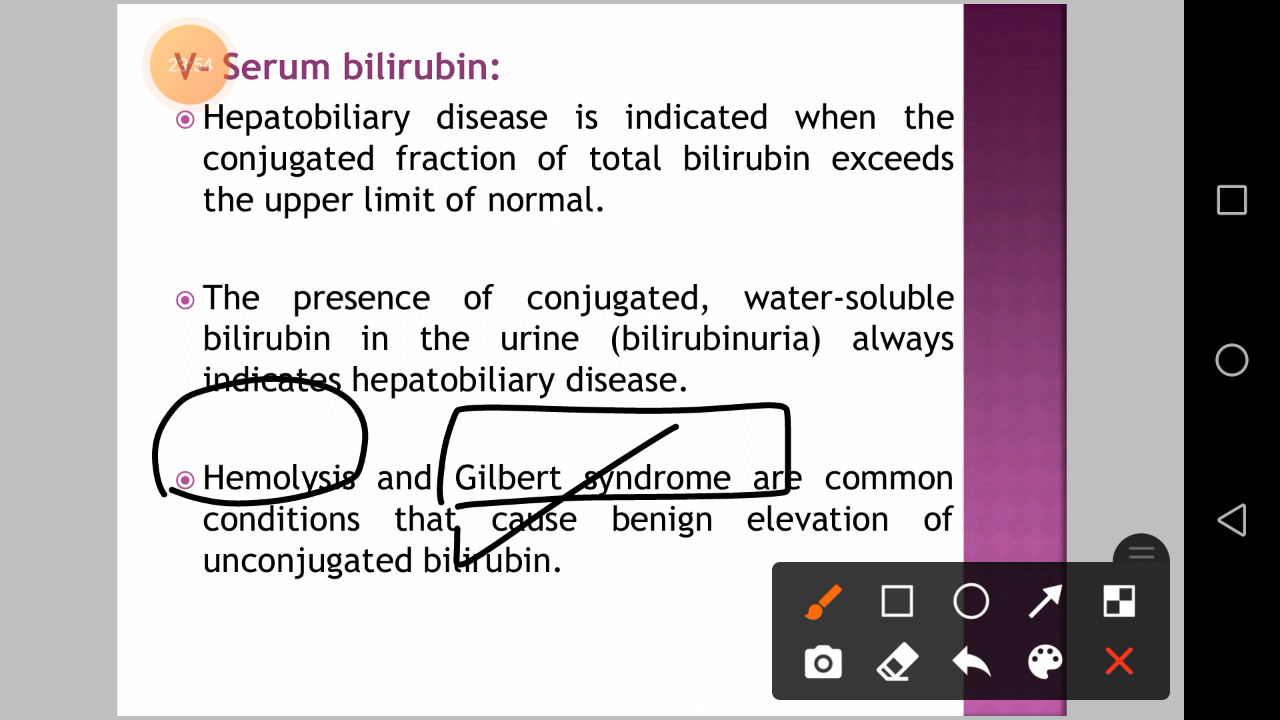 V- Serum bilirubin:
23:54
Hepatobiliary disease is indicated when the
conjugated fraction of total bilirubin exceeds
the upper limit of normal.
The presence of conjugated, water-soluble
bilirubin in the urine (bilirubinuria) always
indicates hepatobiliary disease.
Hemolysis and Gilbert syndrome are common
conditions that cause benign elevation of
unconjugated bilirubin.